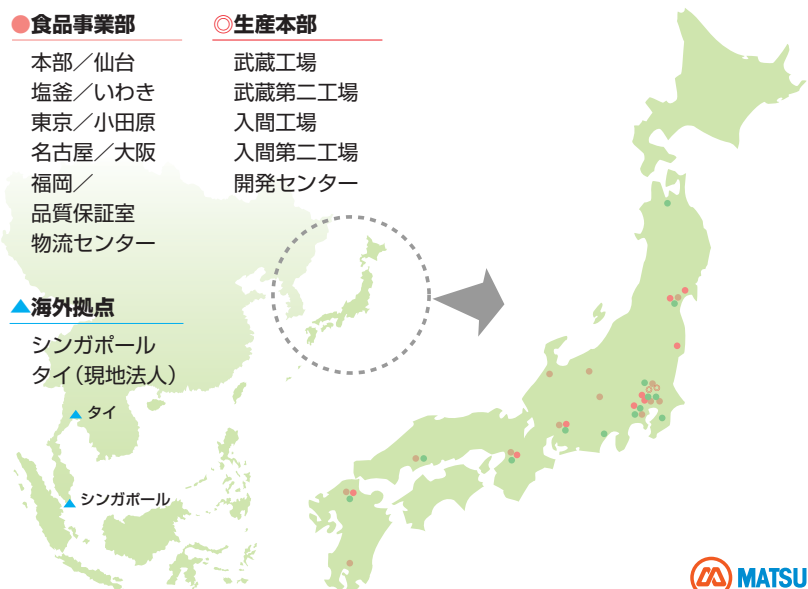 ●食品事業部
本部／仙台
塩釜／いわき
東京／小田原
名古屋／大阪
福岡／
品質保証室
物流センター
◎生産本部
武蔵工場
武蔵第二工場
入間工場
入間第二工場
開発センター
▲海外拠点
シンガポール
タイ（現地法人）
タイ
シンガポール
MATSU